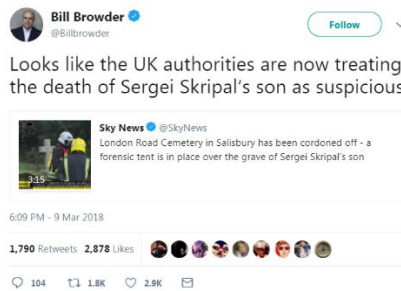 Bill Browder
@Billbrowder
Follow
Looks like the UK authorities are now treating
the death of Sergei Skripal's son as suspicious
Sky News @SkyNews
London Road Cemetery in Salisbury has been cordoned off - a
forensic tent is in place over the grave of Sergei Skripal's son
3:15
6:09 PM - 9 Mar 2018
1,790 Retweets 2,878 Likes
104 1.8K 2.9K